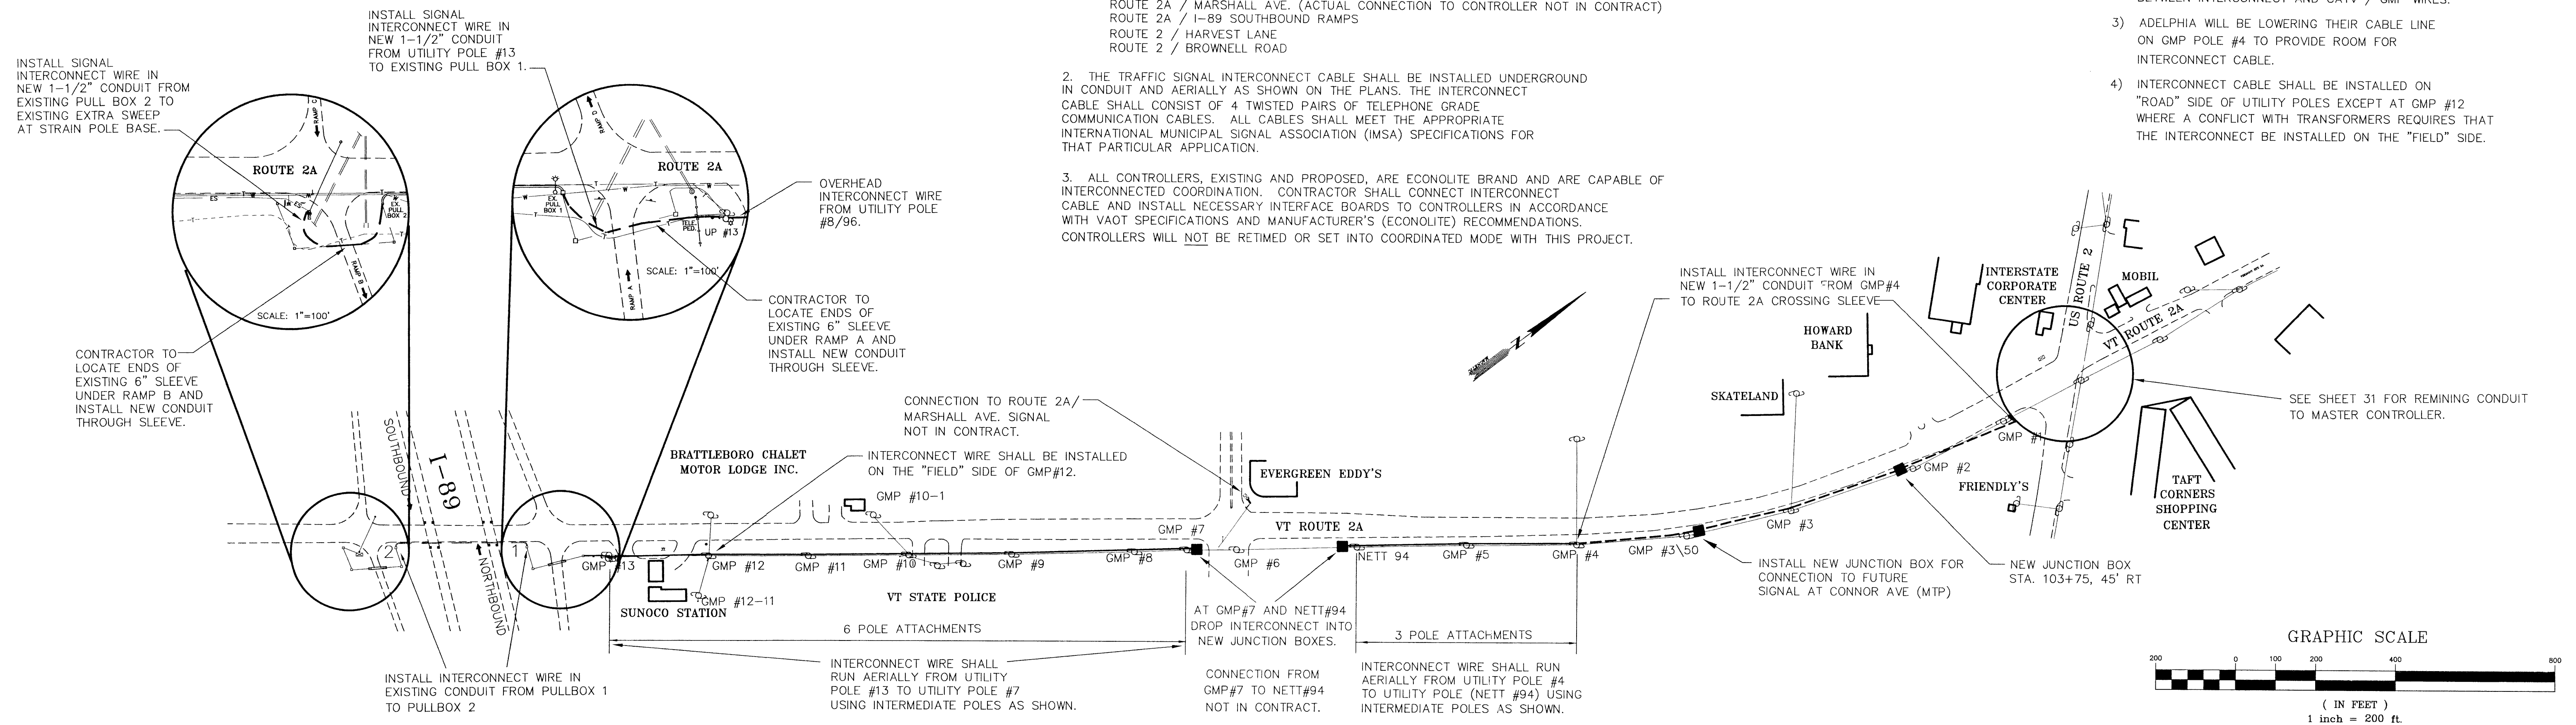 INSTALL SIGNAL
INTERCONNECT WIRE IN
NEW 1-1/2" CONDUIT FROM
EXISTING PULL BOX 2 TO
EXISTING EXTRA SWEEP
AT STRAIN POLE BASE.
INSTALL SIGNAL
INTERCONNECT WIRE IN
NEW 1-1/2" CONDUIT
FROM UTILITY POLE #13
TO EXISTING PULL BOX 1.
ROUTE 2A / MARSHALL AVE. (ACTUAL CONNECTION TO CONTROLLER NOT IN CONTRACT)
ROUTE 2A / I-89 SOUTHBOUND RAMPS
ROUTE 2 / HARVEST LANE
ROUTE 2 / BROWNELL ROAD
2. THE TRAFFIC SIGNAL INTERCONNECT CABLE SHALL BE INSTALLED UNDERGROUND
IN CONDUIT AND AERIALLY AS SHOWN ON THE PLANS. THE INTERCONNECT
CABLE SHALL CONSIST OF 4 TWISTED PAIRS OF TELEPHONE GRADE
COMMUNICATION CABLES. ALL CABLES SHALL MEET THE APPROPRIATE
INTERNATIONAL MUNICIPAL SIGNAL ASSOCIATION (IMSA) SPECIFICATIONS FOR
THAT PARTICULAR APPLICATION.
3. ALL CONTROLLERS, EXISTING AND PROPOSED, ARE ECONOLITE BRAND AND ARE CAPABLE OF
INTERCONNECTED COORDINATION. CONTRACTOR SHALL CONNECT INTERCONNECT
CABLE AND INSTALL NECESSARY INTERFACE BOARDS TO CONTROLLERS IN ACCORDANCE
WITH VAOT SPECIFICATIONS AND MANUFACTURER'S (ECONOLITE) RECOMMENDATIONS.
CONTROLLERS WILL NOT BE RETIMED OR SET INTO COORDINATED MODE WITH THIS PROJECT.
BETWEEN INTERCONNECT AND CATV / GMP WIRES.
3) ADELPHIA WILL BE LOWERING THEIR CABLE LINE
ON GMP POLE #4 TO PROVIDE ROOM FOR
INTERCONNECT CABLE.
4) INTERCONNECT CABLE SHALL BE INSTALLED ON
"ROAD" SIDE OF UTILITY POLES EXCEPT AT GMP #12
WHERE A CONFLICT WITH TRANSFORMERS REQUIRES THAT
THE INTERCONNECT BE INSTALLED ON THE "FIELD" SIDE.
ROUTE 2A
ES
T
W
EX.
PULL
BOX 2
RAMP B
SCALE: 1"=100'
RAMP D
ROUTE 2A
EX.
PULL
BOX 1
TELE.
PED.
UP #13
RAMP A
SCALE: 1"=100'
OVERHEAD
INTERCONNECT WIRE
FROM UTILITY POLE
#8/96.
CONTRACTOR TO
LOCATE ENDS OF
EXISTING 6" SLEEVE
UNDER RAMP A AND
INSTALL NEW CONDUIT
THROUGH SLEEVE.
CONTRACTOR TO
LOCATE ENDS OF
EXISTING 6" SLEEVE
UNDER RAMP B AND
INSTALL NEW CONDUIT
THROUGH SLEEVE.
INSTALL INTERCONNECT WIRE IN
NEW 1-1/2" CONDUIT FROM GMP#4
TO ROUTE 2A CROSSING SLEEVE
INTERSTATE
CORPORATE
CENTER
US ROUTE 2
MOBIL
VT ROUTE 2A
HOWARD
BANK
SKATELAND
SEE SHEET 31 FOR REMINING CONDUIT
TO MASTER CONTROLLER.
CONNECTION TO ROUTE 2A/
MARSHALL AVE. SIGNAL
NOT IN CONTRACT.
INTERCONNECT WIRE SHALL BE INSTALLED
ON THE "FIELD" SIDE OF GMP#12.
BRATTLEBORO CHALET
MOTOR LODGE INC.
EVERGREEN EDDY'S
SOUTHBOUND
I-89
NORTHBOUND
2
1
GMP #13
GMP #12
GMP #11
GMP #10
GMP #10-1
GMP #9
GMP #8
GMP #7
GMP #6
VT ROUTE 2A
NETT 94
GMP #5
GMP #4
GMP #3\50
GMP #3
GMP #2
GMP #1
FRIENDLY'S
TAFT
CORNERS
SHOPPING
CENTER
GMP #12-11
SUNOCO STATION
VT STATE POLICE
6 POLE ATTACHMENTS
AT GMP#7 AND NETT#94
DROP INTERCONNECT INTO
NEW JUNCTION BOXES.
3 POLE ATTACHMENTS
INSTALL NEW JUNCTION BOX FOR
CONNECTION TO FUTURE
SIGNAL AT CONNOR AVE (MTP)
NEW JUNCTION BOX
STA. 103+75, 45' RT
INSTALL INTERCONNECT WIRE IN
EXISTING CONDUIT FROM PULLBOX 1
TO PULLBOX 2
INTERCONNECT WIRE SHALL
RUN AERIALLY FROM UTILITY
POLE #13 TO UTILITY POLE #7
USING INTERMEDIATE POLES AS SHOWN.
CONNECTION FROM
GMP#7 TO NETT#94
NOT IN CONTRACT.
INTERCONNECT WIRE SHALL RUN
AERIALLY FROM UTILITY POLE #4
TO UTILITY POLE (NETT #94) USING
INTERMEDIATE POLES AS SHOWN.
GRAPHIC SCALE
200 0 100 200 400 800
( IN FEET )
1 inch = 200 ft.